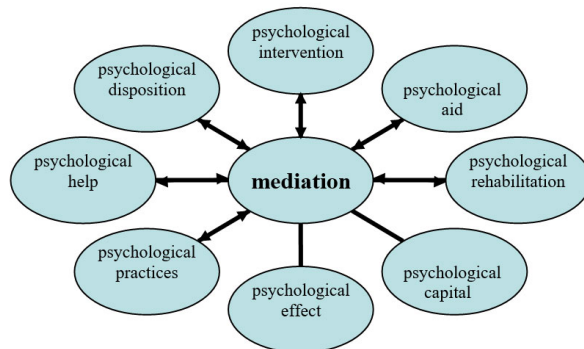 psychological
intervention
psychological
disposition
psychological
aid
psychological
help
mediation
psychological
rehabilitation
psychological
practices
psychological
effect
psychological
capital